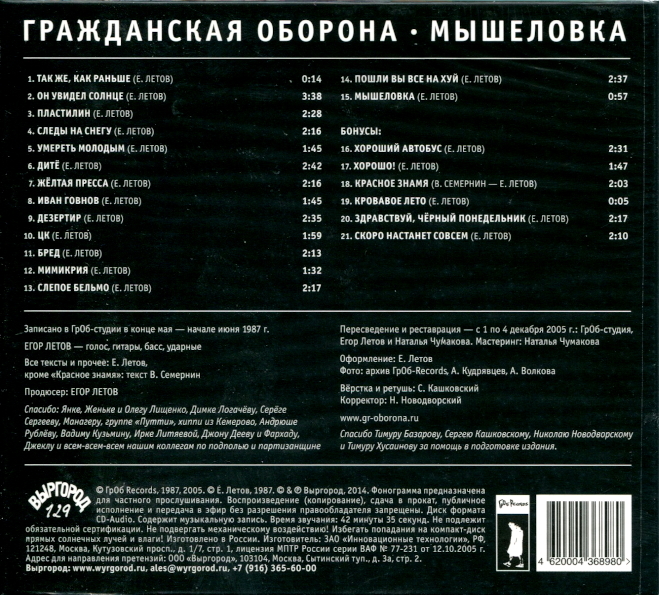 ГРАЖДАНСКАЯ ОБОРОНА · МЫШЕЛОВКА
1. ТАК ЖЕ, КАК РАНЬШЕ (Е. ЛЕТОВ) 0:14
2. ОН УВИДЕЛ СОЛНЦЕ (Е. ЛЕТОВ) 3:38
3. ПЛАСТИЛИН (Е. ЛЕТОВ) 2:28
4. СЛЕДЫ НА СНЕГУ (Е. ЛЕТОВ) 2:16
5. УМЕРЕТЬ МОЛОДЫМ (Е. ЛЕТОВ) 1:45
6. ДИТЁ (Е. ЛЕТОВ) 2:42
7. ЖЁЛТАЯ ПРЕССА (Е. ЛЕТОВ) 2:16
8. ИВАН ГОВНОВ (Е. ЛЕТОВ) 1:45
9. ДЕЗЕРТИР (Е. ЛЕТОВ) 2:35
10. ЦК (Е. ЛЕТОВ) 1:59
11. БРЕД (Е. ЛЕТОВ) 2:13
12. МИМИКРИЯ (Е. ЛЕТОВ) 1:32
13. СЛЕПОЕ БЕЛЬМО (Е. ЛЕТОВ) 2:17
14. ПОШЛИ ВЫ ВСЕ НА ХУЙ (Е. ЛЕТОВ) 2:37
15. МЫШЕЛОВКА (Е. ЛЕТОВ) 0:57
БОНУСЫ:
16. ХОРОШИЙ АВТОБУС (Е. ЛЕТОВ) 2:31
17. ХОРОШО! (Е. ЛЕТОВ) 1:47
18. КРАСНОЕ ЗНАМЯ (В. СЕМЕРНИН — Е. ЛЕТОВ) 2:03
19. КРОВАВОЕ ЛЕТО (Е. ЛЕТОВ) 0:05
20. ЗДРАВСТВУЙ, ЧЁРНЫЙ ПОНЕДЕЛЬНИК (Е. ЛЕТОВ) 2:17
21. СКОРО НАСТАНЕТ СОВСЕМ (Е. ЛЕТОВ) 2:10
Записано в ГрОб-студии в конце мая — начале июня 1987 г.
ЕГОР ЛЕТОВ — голос, гитары, басс, ударные
Все тексты и прочее: Е. Летов,
кроме «Красное знамя»: текст В. Семернин
Продюсер: ЕГОР ЛЕТОВ
Спасибо: Янке, Женьке и Олегу Лищенко, Димке Логачёву, Серёге
Сергееву, Манагеру, группе «Путти», хиппи из Кемерово, Андрюше
Рублёву, Вадиму Кузьмину, Ирке Литяевой, Джону Дееву и Фархаду,
Джеклу и всем-всем-всем нашим коллегам по подполью и партизанщине
Пересведение и реставрация — с 1 по 4 декабря 2005 г.: ГрОб-студия,
Егор Летов и Наталья Чумакова. Мастеринг: Наталья Чумакова
Оформление: Е. Летов
Фото: архив ГрОб-Records, А. Кудрявцев, А. Волкова
Вёрстка и ретушь: С. Кашковский
Корректор: Н. Новодворский
www.gr-oborona.ru
Спасибо Тимуру Базарову, Сергею Кашковскому, Николаю Новодворскому
и Тимуру Хусаинову за помощь в подготовке издания.
ВЫРГОРОД
129
© ГрОб Records, 1987, 2005. © Е. Летов, 1987. © & ℗ Выргород, 2014. Фонограмма предназначена
для частного прослушивания. Воспроизведение (копирование), сдача в прокат, публичное
исполнение и передача в эфир без разрешения правообладателя запрещены. Диск формата
CD-Audio. Содержит музыкальную запись. Время звучания: 42 минуты 35 секунд. Не подлежит
обязательной сертификации. Не подвергать механическому воздействию! Избегать попадания на компакт-диск
прямых солнечных лучей и влаги! Изготовлено в России. Изготовитель: ЗАО «Инновационные технологии», РФ,
121248, Москва, Кутузовский просп., д. 1/7, стр. 1, лицензия МПТР России серии ВАФ № 77-231 от 12.10.2005 г.
Адрес для направления претензий: ООО «Выргород», 103104, Москва, Сытинский туп., д. 3а, стр. 2.
Выргород: www.wyrgorod.ru, ales@wyrgorod.ru, +7 (916) 365-60-00
4 620004 368980 >